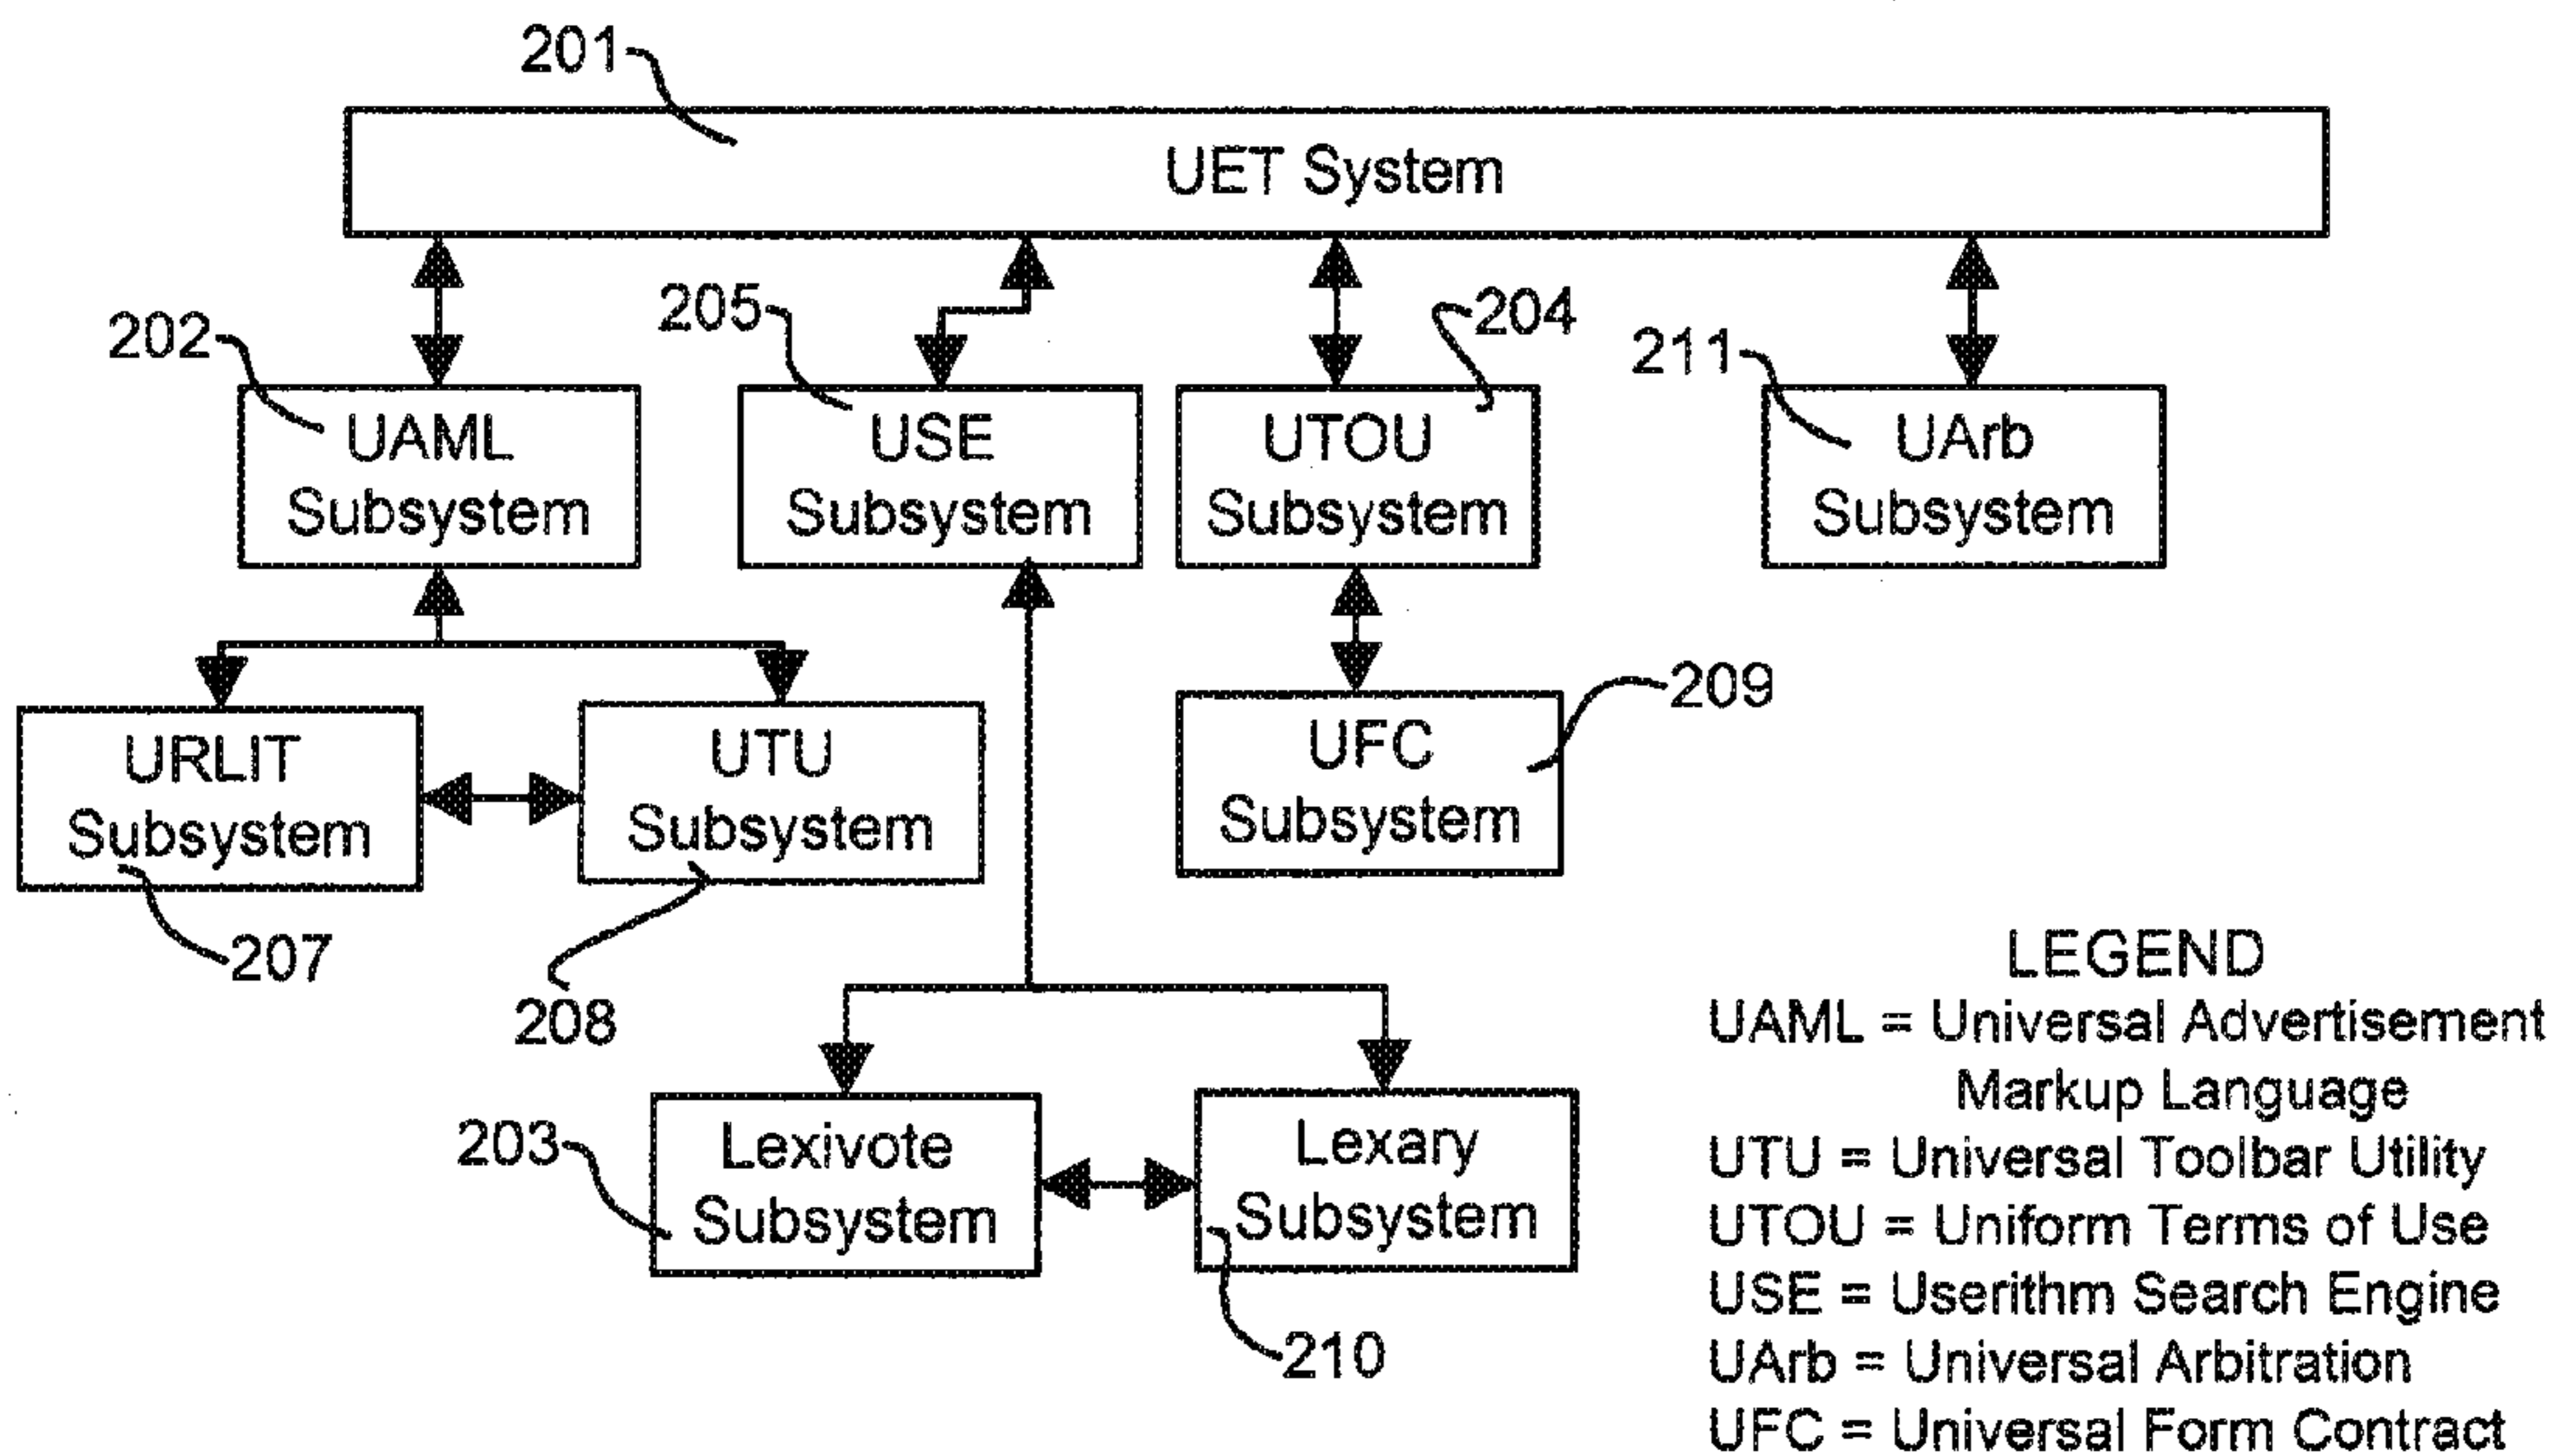 201
UET System
202
205
204
211
UAML
Subsystem
USE
Subsystem
UTOU
Subsystem
UArb
Subsystem
URLIT
Subsystem
UTU
Subsystem
UFC
Subsystem
209
207
208
Lexivote
Subsystem
Lexary
Subsystem
203
210
LEGEND
UAML = Universal Advertisement
Markup Language
UTU = Universal Toolbar Utility
UTOU = Uniform Terms of Use
USE = Userithm Search Engine
UArb = Universal Arbitration
UFC = Universal Form Contract